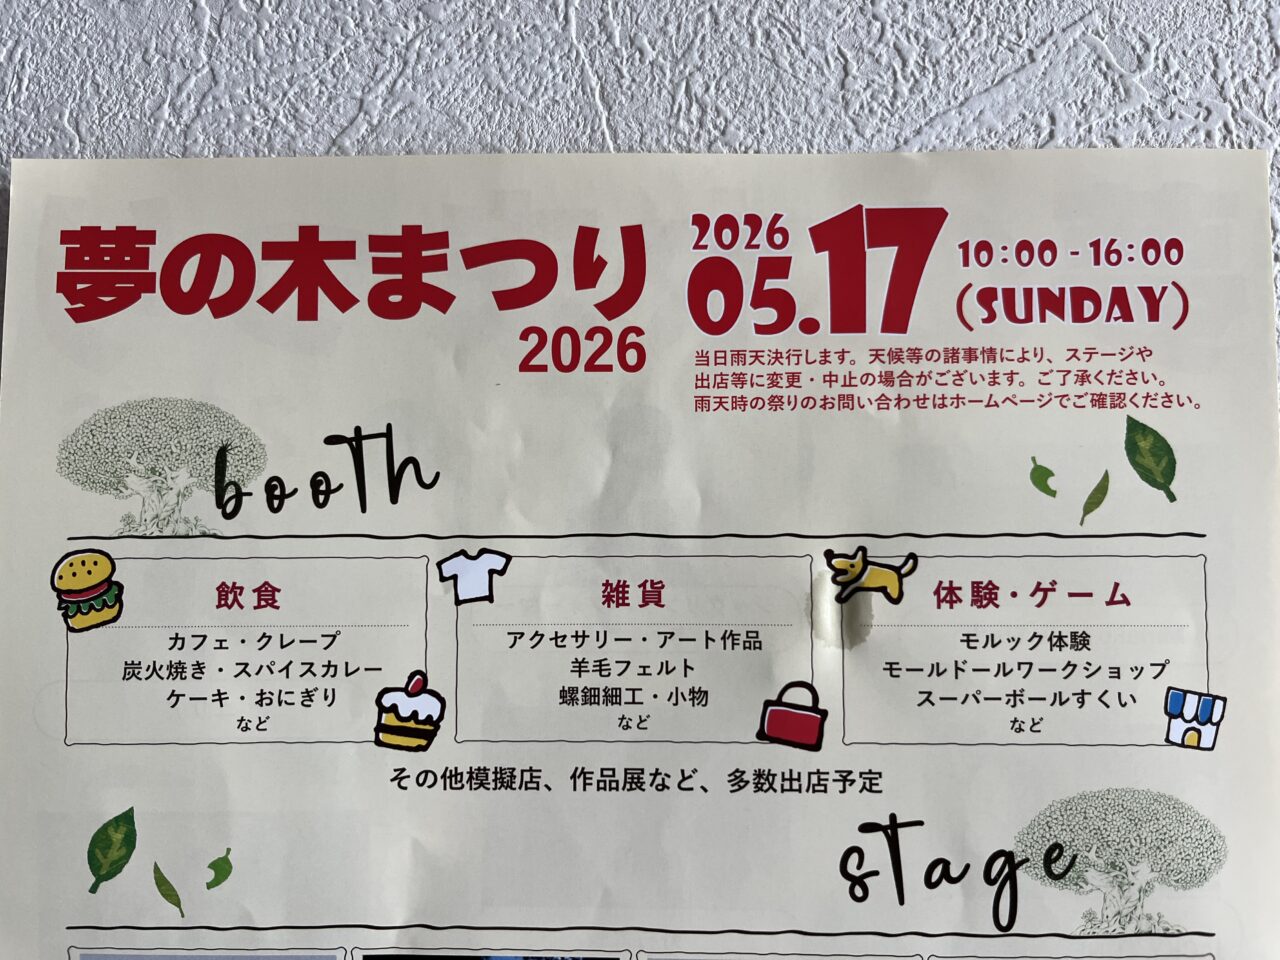 夢の木まつり
2026
2026
05.17
10:00 - 16:00
(SUNDAY)
当日雨天決行します。天候等の諸事情により、ステージや
出店等に変更・中止の場合がございます。ご了承ください。
雨天時の祭りのお問い合わせはホームページでご確認ください。
booth
飲食
カフェ・クレープ
炭火焼き・スパイスカレー
ケーキ・おにぎり
など
雑貨
アクセサリー・アート作品
羊毛フェルト
螺鈿細工・小物
など
体験・ゲーム
モルック体験
モールドールワークショップ
スーパーボールすくい
など
その他模擬店、作品展など、多数出店予定
stage